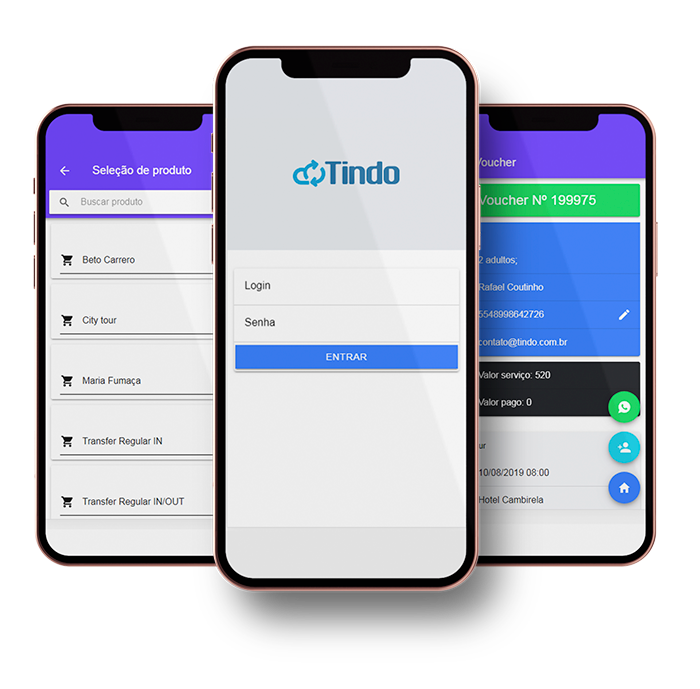 Seleção de produto
Buscar produto
Beto Carrero
City tour
Maria Fumaça
Transfer Regular IN
Transfer Regular IN/OUT
Tindo
Login
Senha
ENTRAR
Voucher
Voucher Nº 199975
2 adultos;
Rafael Coutinho
5548998642726
contato@tindo.com.br
Valor serviço: 520
Valor pago: 0
10/08/2019 08:00
Hotel Cambirela